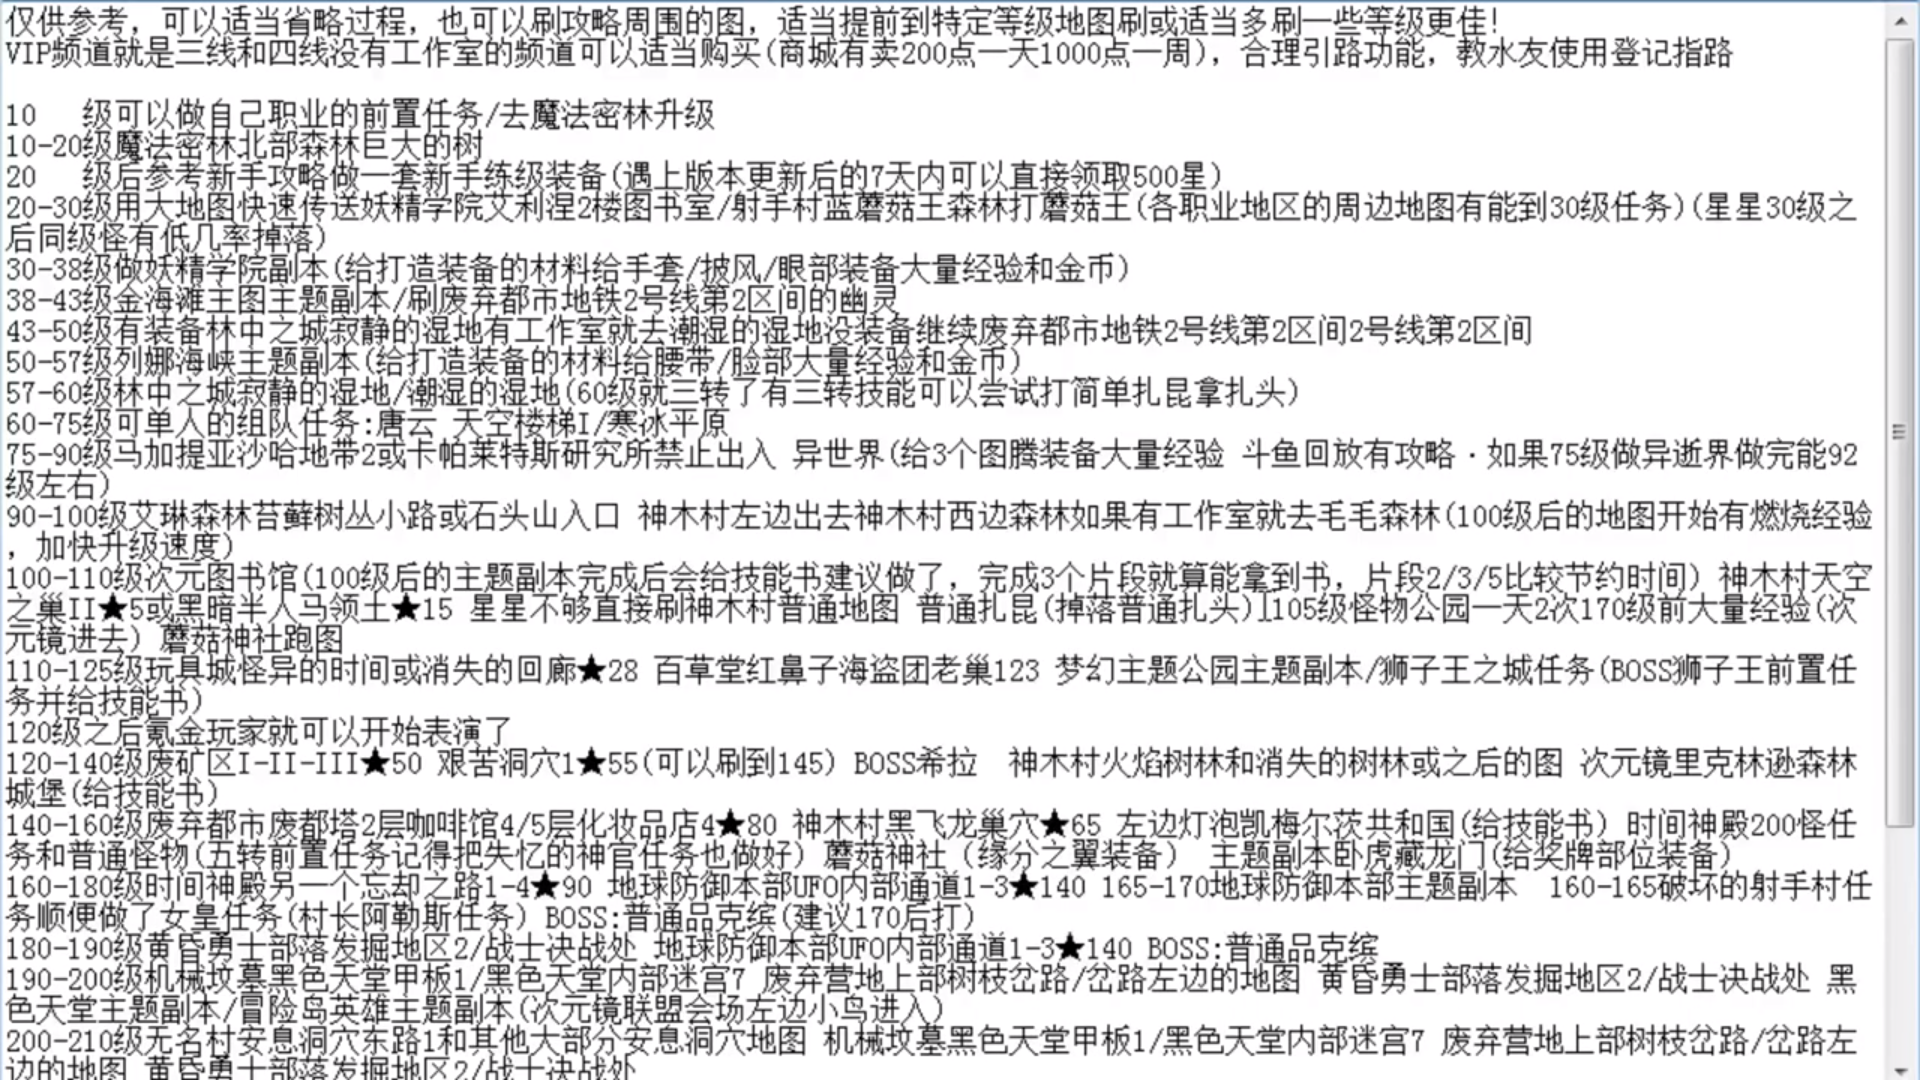 仅供参考，可以适当省略过程，也可以刷攻略周围的图，适当提前到特定等级地图刷或适当多刷一些等级更佳！
VIP频道就是三线和四线没有工作室的频道可以适当购买(商城有卖200点一天1000点一周)，合理引路功能，教水友使用登记指路
10 级可以做自己职业的前置任务/去魔法密林升级
10-20级魔法密林北部森林巨大的树
20 级后参考新手攻略做一套新手练级装备(遇上版本更新后的7天内可以直接领取500星)
20-30级用大地图快速传送妖精学院艾利涅2楼图书室/射手村蓝蘑菇王森林打蘑菇王(各职业地区的周边地图有能到30级任务)(星星30级之
后同级怪有低几率掉落)
30-38级做妖精学院副本(给打造装备的材料给手套/披风/眼部装备大量经验和金币)
38-43级金海滩王图主题副本/刷废弃都市地铁2号线第2区间的幽灵
43-50级有装备林中之城寂静的湿地有工作室就去潮湿的湿地没装备继续废弃都市地铁2号线第2区间2号线第2区间
50-57级列娜海峡主题副本(给打造装备的材料给腰带/脸部大量经验和金币)
57-60级林中之城寂静的湿地/潮湿的湿地(60级就三转了有三转技能可以尝试打简单扎昆拿扎头)
60-75级可单人的组队任务:唐云 天空楼梯I/寒冰平原
75-90级马加提亚沙哈地带2或卡帕莱特斯研究所禁止出入 异世界(给3个图腾装备大量经验 斗鱼回放有攻略·如果75级做异逝界做完能92
级左右)
90-100级艾琳森林苔藓树丛小路或石头山入口 神木村左边出去神木村西边森林如果有工作室就去毛毛森林(100级后的地图开始有燃烧经验
，加快升级速度)
100-110级次元图书馆(100级后的主题副本完成后会给技能书建议做了，完成3个片段就算能拿到书，片段2/3/5比较节约时间) 神木村天空
之巢II★5或黑暗半人马领土★15 星星不够直接刷神木村普通地图 普通扎昆(掉落普通扎头)105级怪物公园一天2次170级前大量经验(次
元镜进去) 蘑菇神社跑图
110-125级玩具城怪异的时间或消失的回廊★28 百草堂红鼻子海盗团老巢123 梦幻主题公园主题副本/狮子王之城任务(BOSS狮子王前置任
务并给技能书)
120级之后氪金玩家就可以开始表演了
120-140级废矿区I-II-III★50 艰苦洞穴1★55(可以刷到145) BOSS希拉 神木村火焰树林和消失的树林或之后的图 次元镜里克林逊森林
城堡(给技能书)
140-160级废弃都市废都塔2层咖啡馆4/5层化妆品店4★80 神木村黑飞龙巢穴★65 左边灯泡凯梅尔茨共和国(给技能书) 时间神殿200怪任
务和普通怪物(五转前置任务记得把失忆的神官任务也做好) 蘑菇神社（缘分之翼装备） 主题副本卧虎藏龙门(给奖牌部位装备)
160-180级时间神殿另一个忘却之路1-4★90 地球防御本部UFO内部通道1-3★140 165-170地球防御本部主题副本 160-165破坏的射手村任
务顺便做了女皇任务(村长阿勒斯任务) BOSS:普通品克缤(建议170后打)
180-190级黄昏勇士部落发掘地区2/战士决战处 地球防御本部UFO内部通道1-3★140 BOSS:普通品克缤
190-200级机械坟墓黑色天堂甲板1/黑色天堂内部迷宫7 废弃营地上部树枝岔路/岔路左边的地图 黄昏勇士部落发掘地区2/战士决战处 黑
色天堂主题副本/冒险岛英雄主题副本(次元镜联盟会场左边小鸟进入)
200-210级无名村安息洞穴东路1和其他大部分安息洞穴地图 机械坟墓黑色天堂甲板1/黑色天堂内部迷宫7 废弃营地上部树枝岔路/岔路左
边的地图 黄昏勇士部落发掘地区2/战士决战处